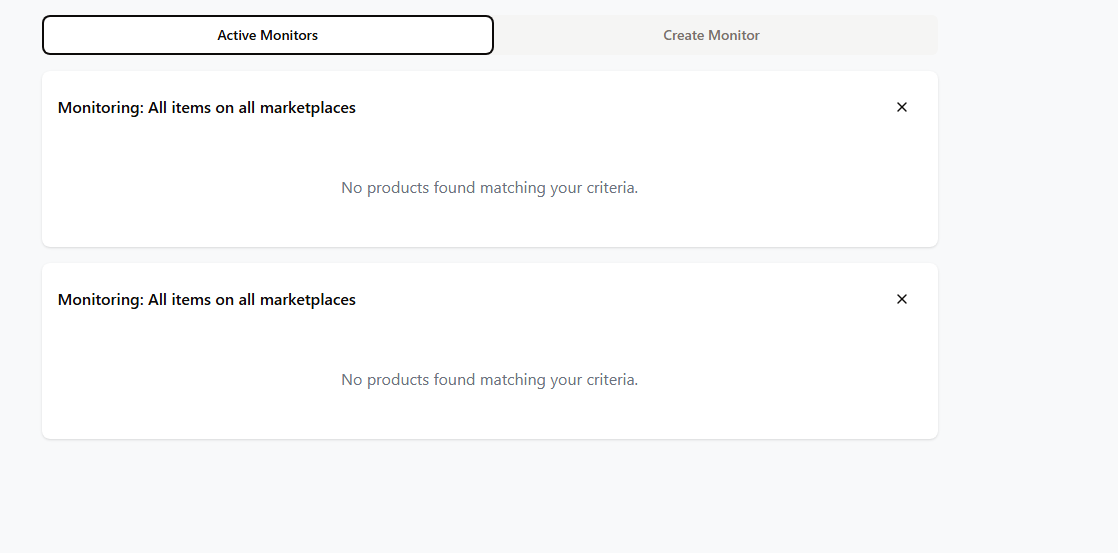 Active Monitors
Create Monitor
Monitoring: All items on all marketplaces
No products found matching your criteria.
Monitoring: All items on all marketplaces
No products found matching your criteria.